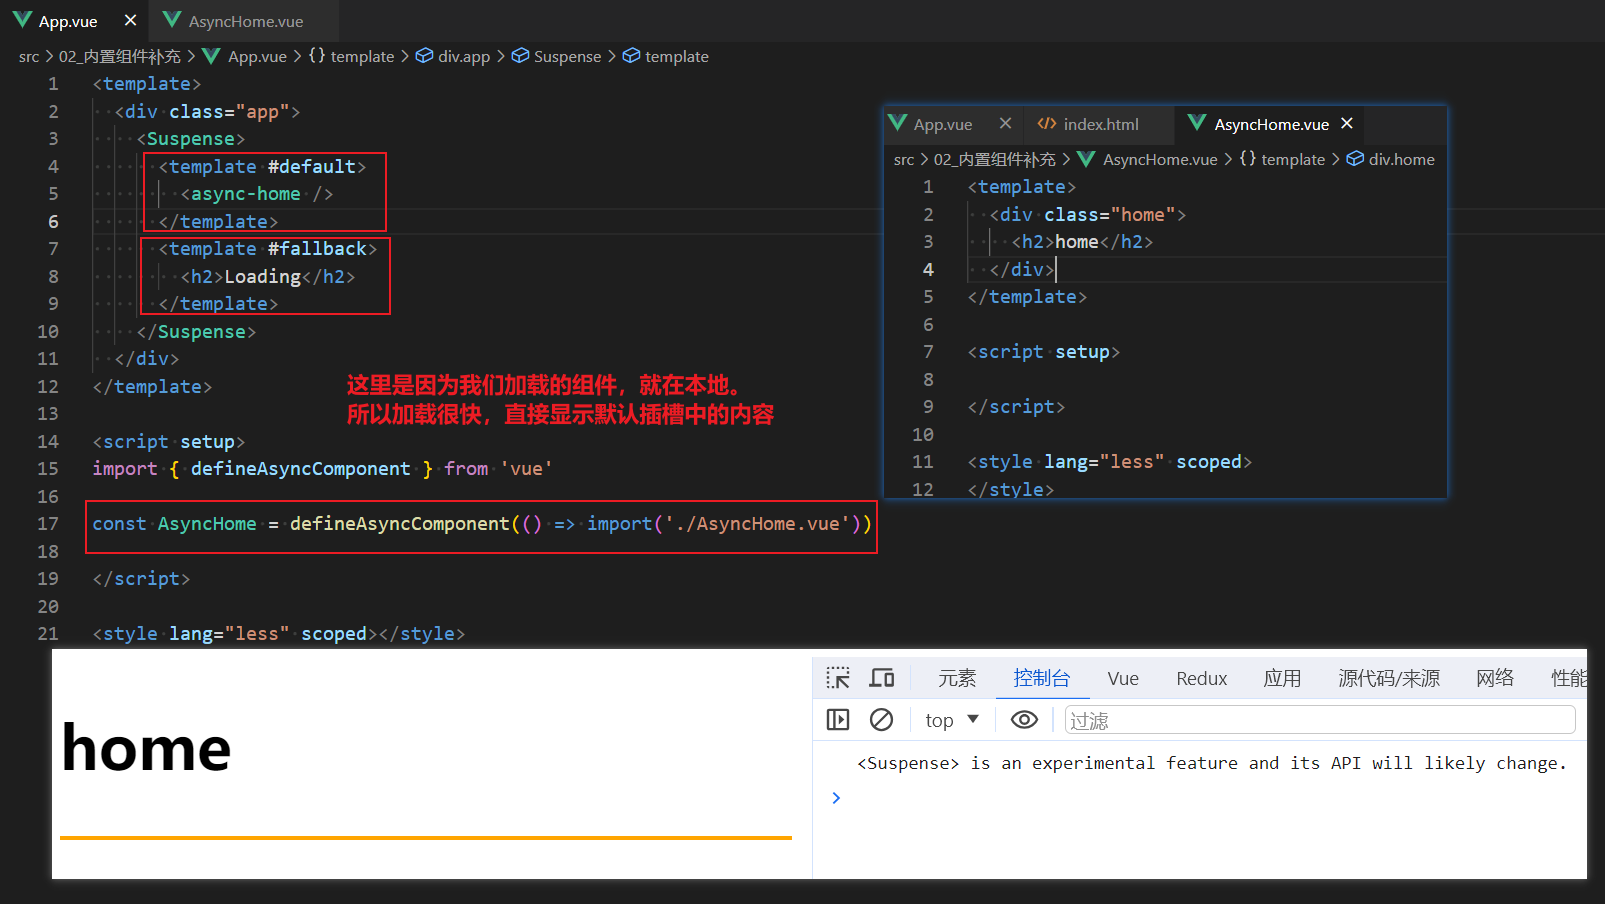 App.vue × AsyncHome.vue
src > 02_内置组件补充 > App.vue > {} template > div.app > Suspense > template
1 <template>
2 <div class="app">
3 <Suspense>
4 <template #default>
5 <async-home />
6 </template>
7 <template #fallback>
8 <h2>Loading</h2>
9 </template>
10 </Suspense>
11 </div>
12 </template>
13
14 <script setup>
15 import { defineAsyncComponent } from 'vue'
16
17 const AsyncHome = defineAsyncComponent(() => import('./AsyncHome.vue'))
18
19 </script>
20
21 <style lang="less" scoped></style>
这里是因为我们加载的组件，就在本地。
所以加载很快，直接显示默认插槽中的内容
App.vue × </> index.html AsyncHome.vue ×
src > 02_内置组件补充 > AsyncHome.vue > {} template > div.home
1 <template>
2 <div class="home">
3 <h2>home</h2>
4 </div>
5 </template>
6
7 <script setup>
8
9 </script>
10
11 <style lang="less" scoped>
12 </style>
home
元素 控制台 Vue Redux 应用 源代码/来源 网络 性能
top 过滤
<Suspense> is an experimental feature and its API will likely change.
>